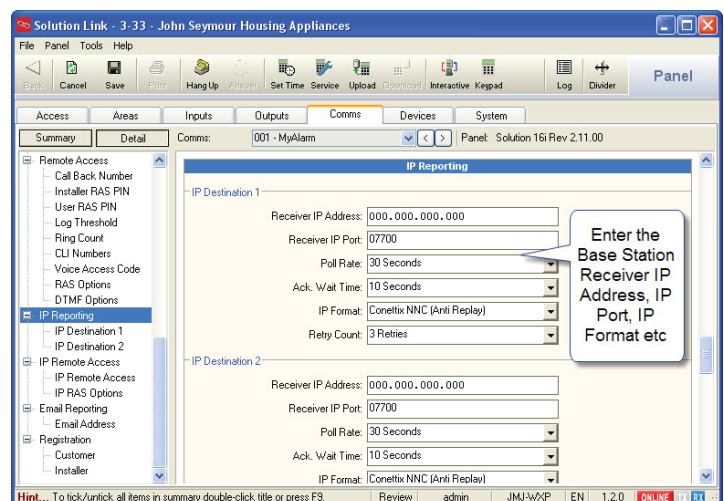 Solution Link - 3-33 - John Seymour Housing Appliances
File Panel Tools Help
Back Cancel Save Print Hang Up Answer Set Time Service Upload Download Interactive Keypad Log Divider Panel
Access Areas Inputs Outputs Comms Devices System
Summary Detail Comms: 001 - MyAlarm < > Panel: Solution 16i Rev 2.11.00
Remote Access
Call Back Number
Installer RAS PIN
User RAS PIN
Log Threshold
Ring Count
CLI Numbers
Voice Access Code
RAS Options
DTMF Options
IP Reporting
IP Destination 1
IP Destination 2
IP Remote Access
IP Remote Access
IP RAS Options
Email Reporting
Email Address
Registration
Customer
Installer
IP Reporting
IP Destination 1
Receiver IP Address: 000.000.000.000
Receiver IP Port: 07700
Poll Rate: 30 Seconds
Ack. Wait Time: 10 Seconds
IP Format: Conettix NNC (Anti Replay)
Retry Count: 3 Retries
Enter the
Base Station
Receiver IP
Address, IP
Port, IP
Format etc
IP Destination 2
Receiver IP Address: 000.000.000.000
Receiver IP Port: 07700
Poll Rate: 30 Seconds
Ack. Wait Time: 10 Seconds
IP Format: Conettix NNC (Anti Replay)
Hint... To tick/untick all items in summary double-click title or press F9. Review admin JMJ-WXP EN 1.2.0 ONLINE TX RX